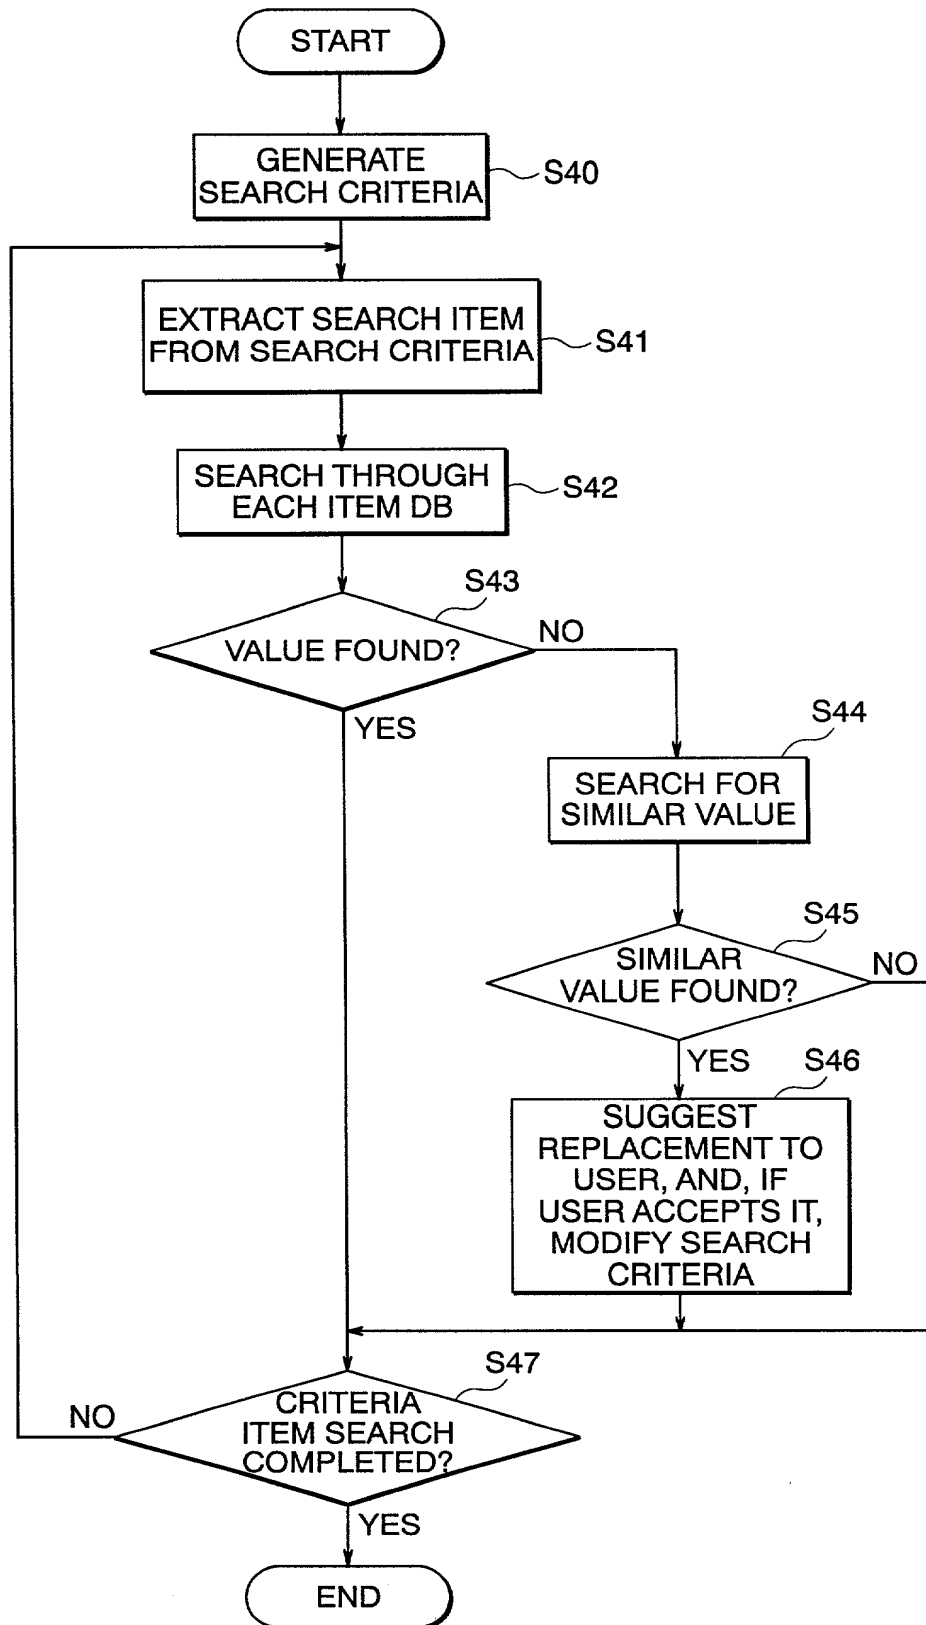 START
GENERATE
SEARCH CRITERIA
S40
EXTRACT SEARCH ITEM
FROM SEARCH CRITERIA
S41
SEARCH THROUGH
EACH ITEM DB
S42
S43
VALUE FOUND?
NO
YES
S44
SEARCH FOR
SIMILAR VALUE
S45
SIMILAR
VALUE FOUND?
NO
YES
S46
SUGGEST
REPLACEMENT TO
USER, AND, IF
USER ACCEPTS IT,
MODIFY SEARCH
CRITERIA
S47
CRITERIA
ITEM SEARCH
COMPLETED?
NO
YES
END